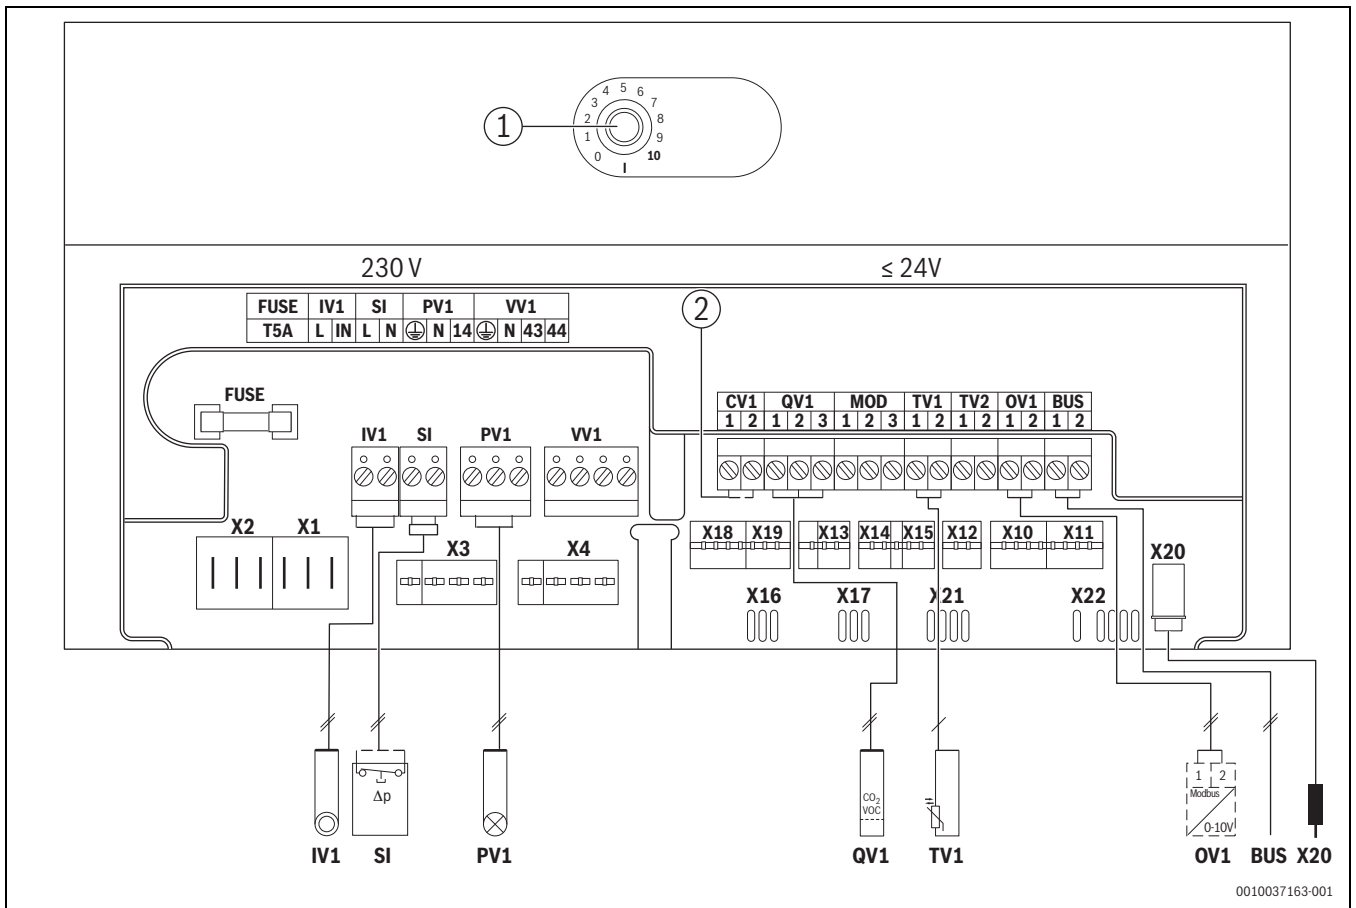 5
4 6
3 7
2 8
1 9
0 10
I
1
230 V ≤ 24V
FUSE IV1 SI PV1 VV1
T5A L IN L N N 14 N 43 44
2
FUSE
CV1 QV1 MOD TV1 TV2 OV1 BUS
1 2 1 2 3 1 2 3 1 2 1 2 1 2 1 2
IV1 SI PV1 VV1
X2 X1 X3 X4
X18 X19 X13 X14 X15 X12 X10 X11 X20
X16 X17 X21 X22
1 2
Modbus
0-10V
Δp
CO2
VOC
IV1 SI PV1 QV1 TV1 OV1 BUS X20
0010037163-001